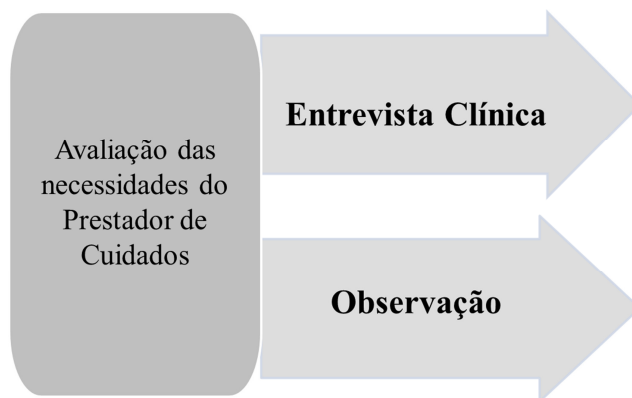 Avaliação das
necessidades do
Prestador de
Cuidados
Entrevista Clínica
Observação